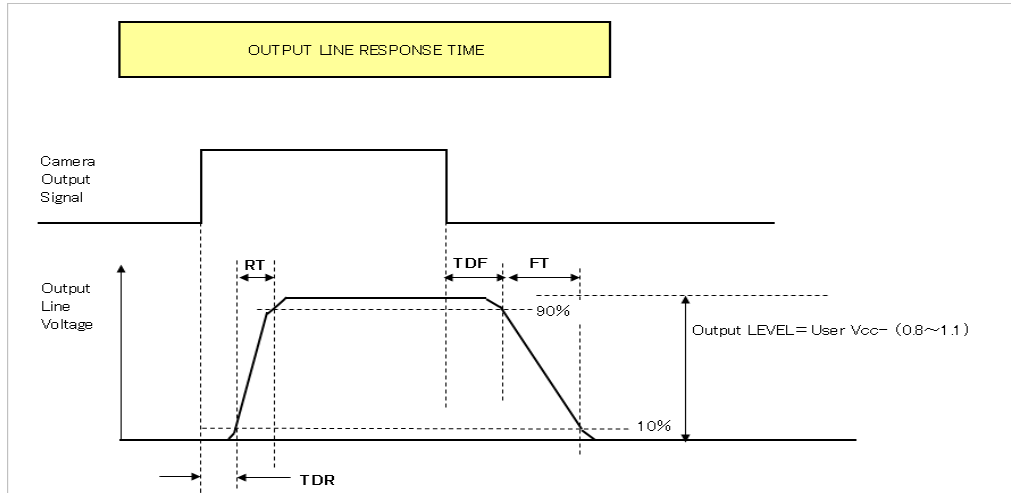 OUTPUT LINE RESPONSE TIME
Camera
Output
Signal
RT
TDF
FT
Output
Line
Voltage
90%
Output LEVEL=User Vcc-（0.8～1.1）
10%
TDR